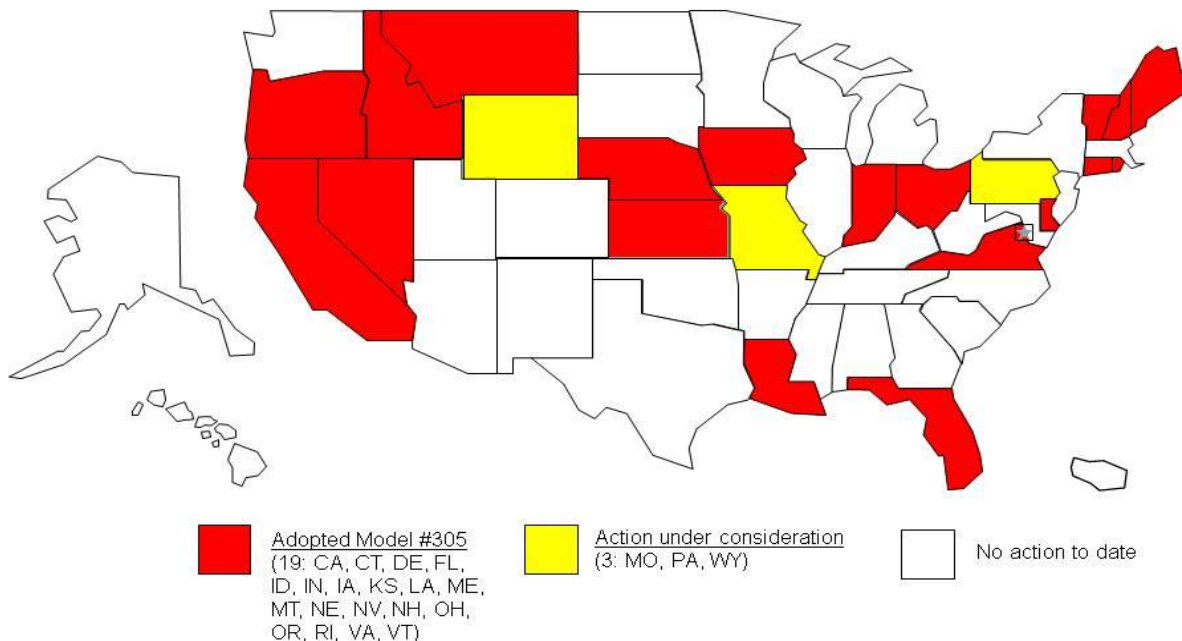 Adopted Model #305
(19: CA, CT, DE, FL,
ID, IN, IA, KS, LA, ME,
MT, NE, NV, NH, OH,
OR, RI, VA, VT)
Action under consideration
(3: MO, PA, WY)
No action to date